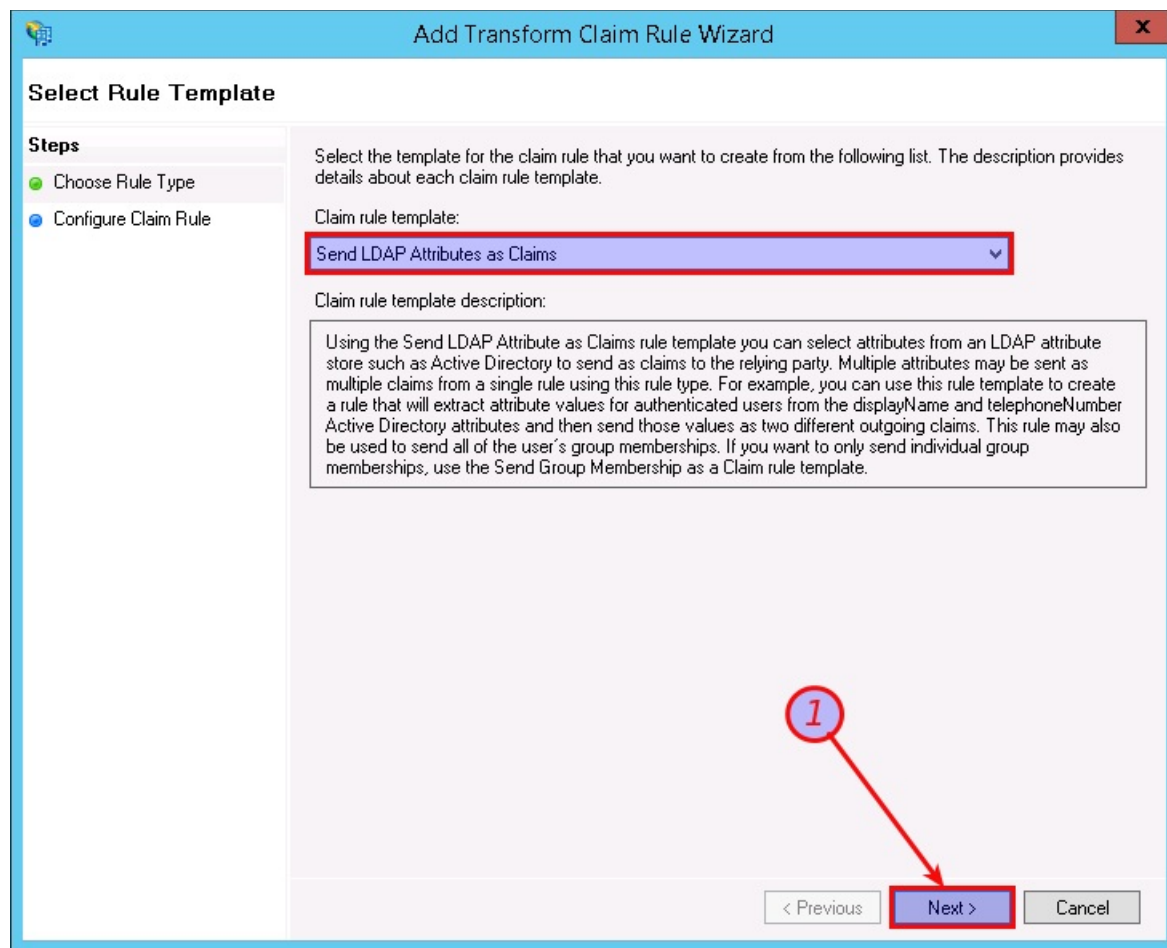 Add Transform Claim Rule Wizard
x
Select Rule Template
Steps
Choose Rule Type
Configure Claim Rule
Select the template for the claim rule that you want to create from the following list. The description provides
details about each claim rule template.
Claim rule template:
Send LDAP Attributes as Claims
Claim rule template description:
Using the Send LDAP Attribute as Claims rule template you can select attributes from an LDAP attribute
store such as Active Directory to send as claims to the relying party. Multiple attributes may be sent as
multiple claims from a single rule using this rule type. For example, you can use this rule template to create
a rule that will extract attribute values for authenticated users from the displayName and telephoneNumber
Active Directory attributes and then send those values as two different outgoing claims. This rule may also
be used to send all of the user's group memberships. If you want to only send individual group
memberships, use the Send Group Membership as a Claim rule template.
1
< Previous
Next >
Cancel